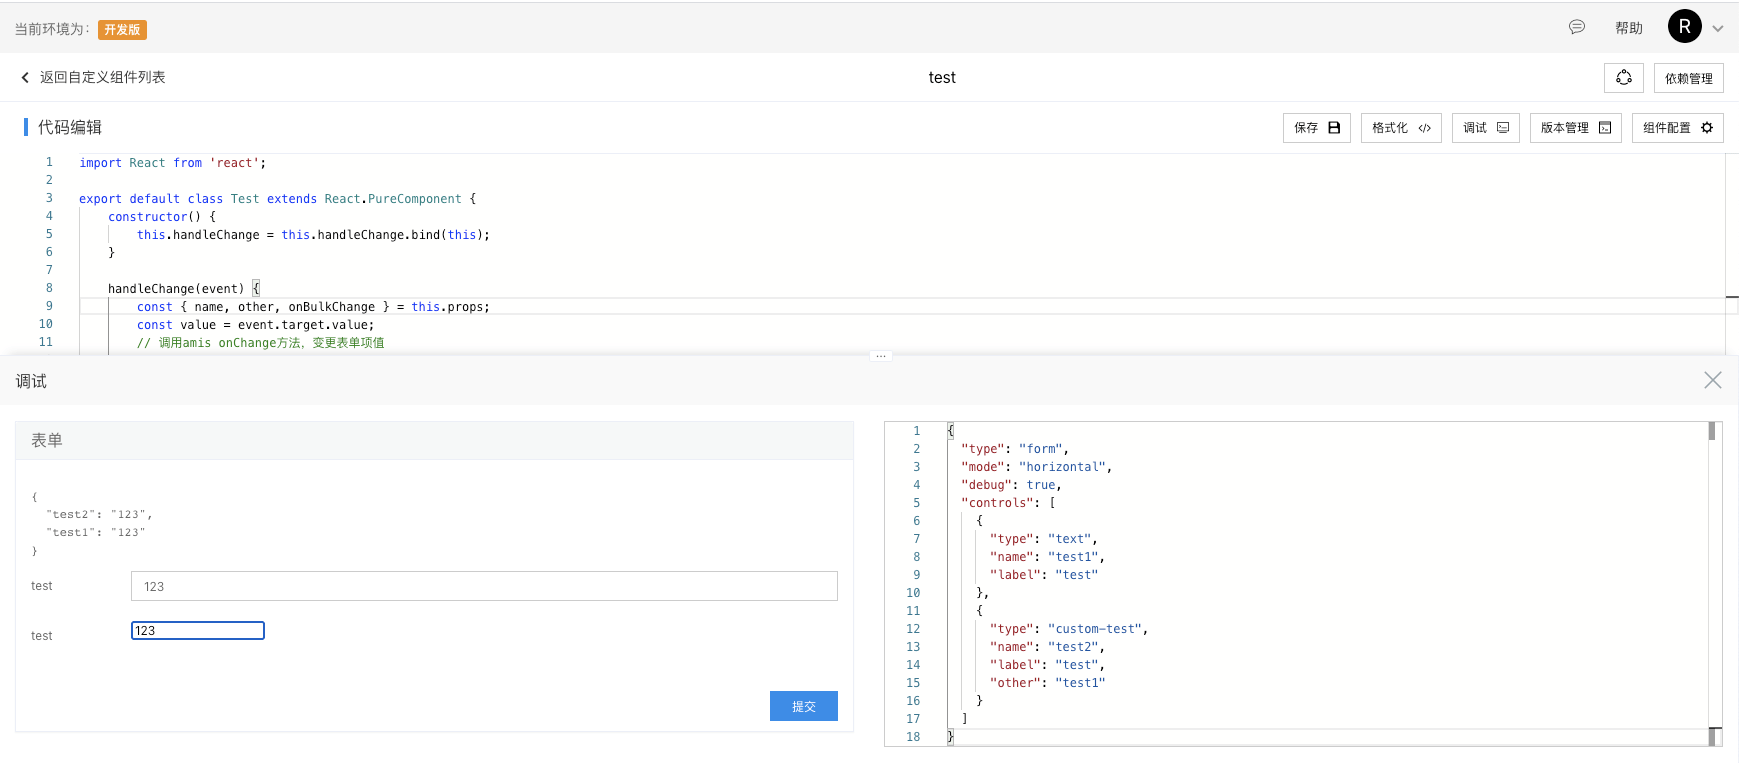 当前环境为： 开发版
帮助 R
返回自定义组件列表 test 依赖管理
代码编辑 保存 格式化 调试 版本管理 组件配置
1 import React from 'react';
2
3 export default class Test extends React.PureComponent {
4 constructor() {
5 this.handleChange = this.handleChange.bind(this);
6 }
7
8 handleChange(event) {
9 const { name, other, onBulkChange } = this.props;
10 const value = event.target.value;
11 // 调用amis onChange方法，变更表单项值
调试
表单
{
"test2": "123",
"test1": "123"
}
test 123
test 123
提交
1 {
2 "type": "form",
3 "mode": "horizontal",
4 "debug": true,
5 "controls": [
6 {
7 "type": "text",
8 "name": "test1",
9 "label": "test"
10 },
11 {
12 "type": "custom-test",
13 "name": "test2",
14 "label": "test",
15 "other": "test1"
16 }
17 ]
18 }